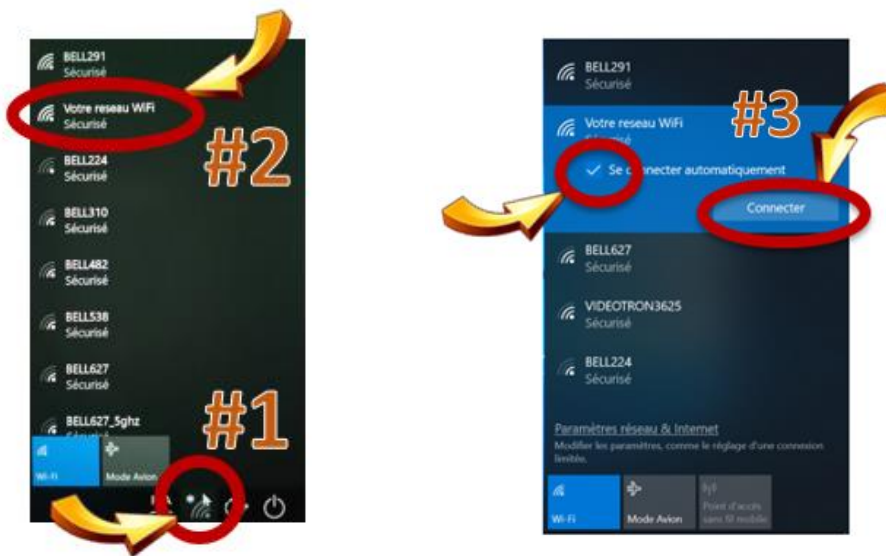 BELL291
Sécurisé
Votre reseau WiFi
Sécurisé
#2
BELL224
Sécurisé
BELL310
Sécurisé
BELL482
Sécurisé
BELL538
Sécurisé
BELL627
Sécurisé
BELL627_5ghz
Sécurisé
#1
Wi-Fi
Mode Avion
BELL291
Sécurisé
#3
Votre reseau WiFi
Sécurisé
Se connecter automatiquement
Connecter
BELL627
Sécurisé
VIDEOTRON3625
Sécurisé
BELL224
Sécurisé
Paramètres réseau & Internet
Modifier les paramètres, comme le réglage d'une connexion
limitée.
Wi-Fi
Mode Avion
Point d'accès
sans fil mobile